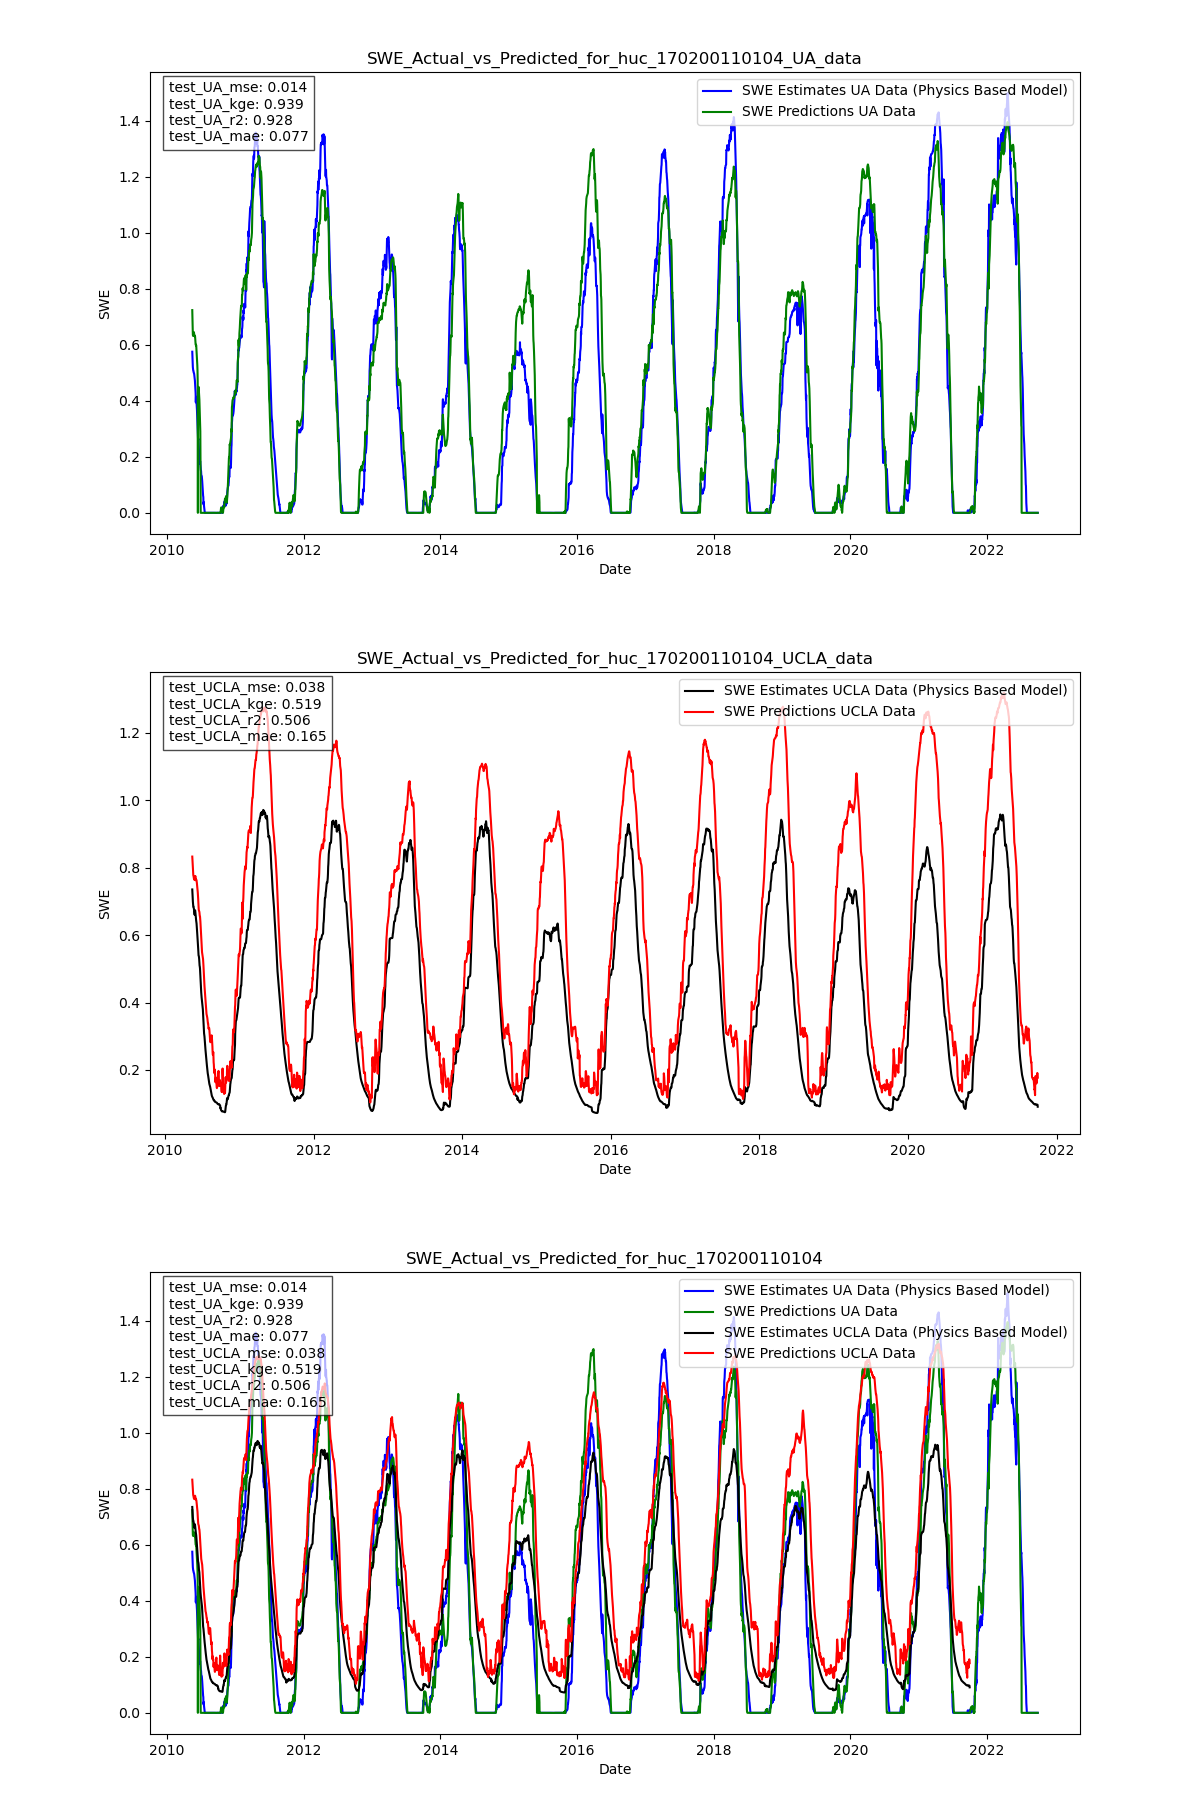 SWE_Actual_vs_Predicted_for_huc_170200110104_UA_data
test_UA_mse: 0.014
test_UA_kge: 0.939
test_UA_r2: 0.928
test_UA_mae: 0.077
SWE Estimates UA Data (Physics Based Model)
SWE Predictions UA Data
1.4
1.2
1.0
0.8
0.6
0.4
0.2
0.0
SWE
2010 2012 2014 2016 2018 2020 2022
Date
SWE_Actual_vs_Predicted_for_huc_170200110104_UCLA_data
test_UCLA_mse: 0.038
test_UCLA_kge: 0.519
test_UCLA_r2: 0.506
test_UCLA_mae: 0.165
SWE Estimates UCLA Data (Physics Based Model)
SWE Predictions UCLA Data
1.2
1.0
0.8
0.6
0.4
0.2
SWE
2010 2012 2014 2016 2018 2020 2022
Date
SWE_Actual_vs_Predicted_for_huc_170200110104
test_UA_mse: 0.014
test_UA_kge: 0.939
test_UA_r2: 0.928
test_UA_mae: 0.077
test_UCLA_mse: 0.038
test_UCLA_kge: 0.519
test_UCLA_r2: 0.506
test_UCLA_mae: 0.165
SWE Estimates UA Data (Physics Based Model)
SWE Predictions UA Data
SWE Estimates UCLA Data (Physics Based Model)
SWE Predictions UCLA Data
1.4
1.2
1.0
0.8
0.6
0.4
0.2
0.0
SWE
2010 2012 2014 2016 2018 2020 2022
Date